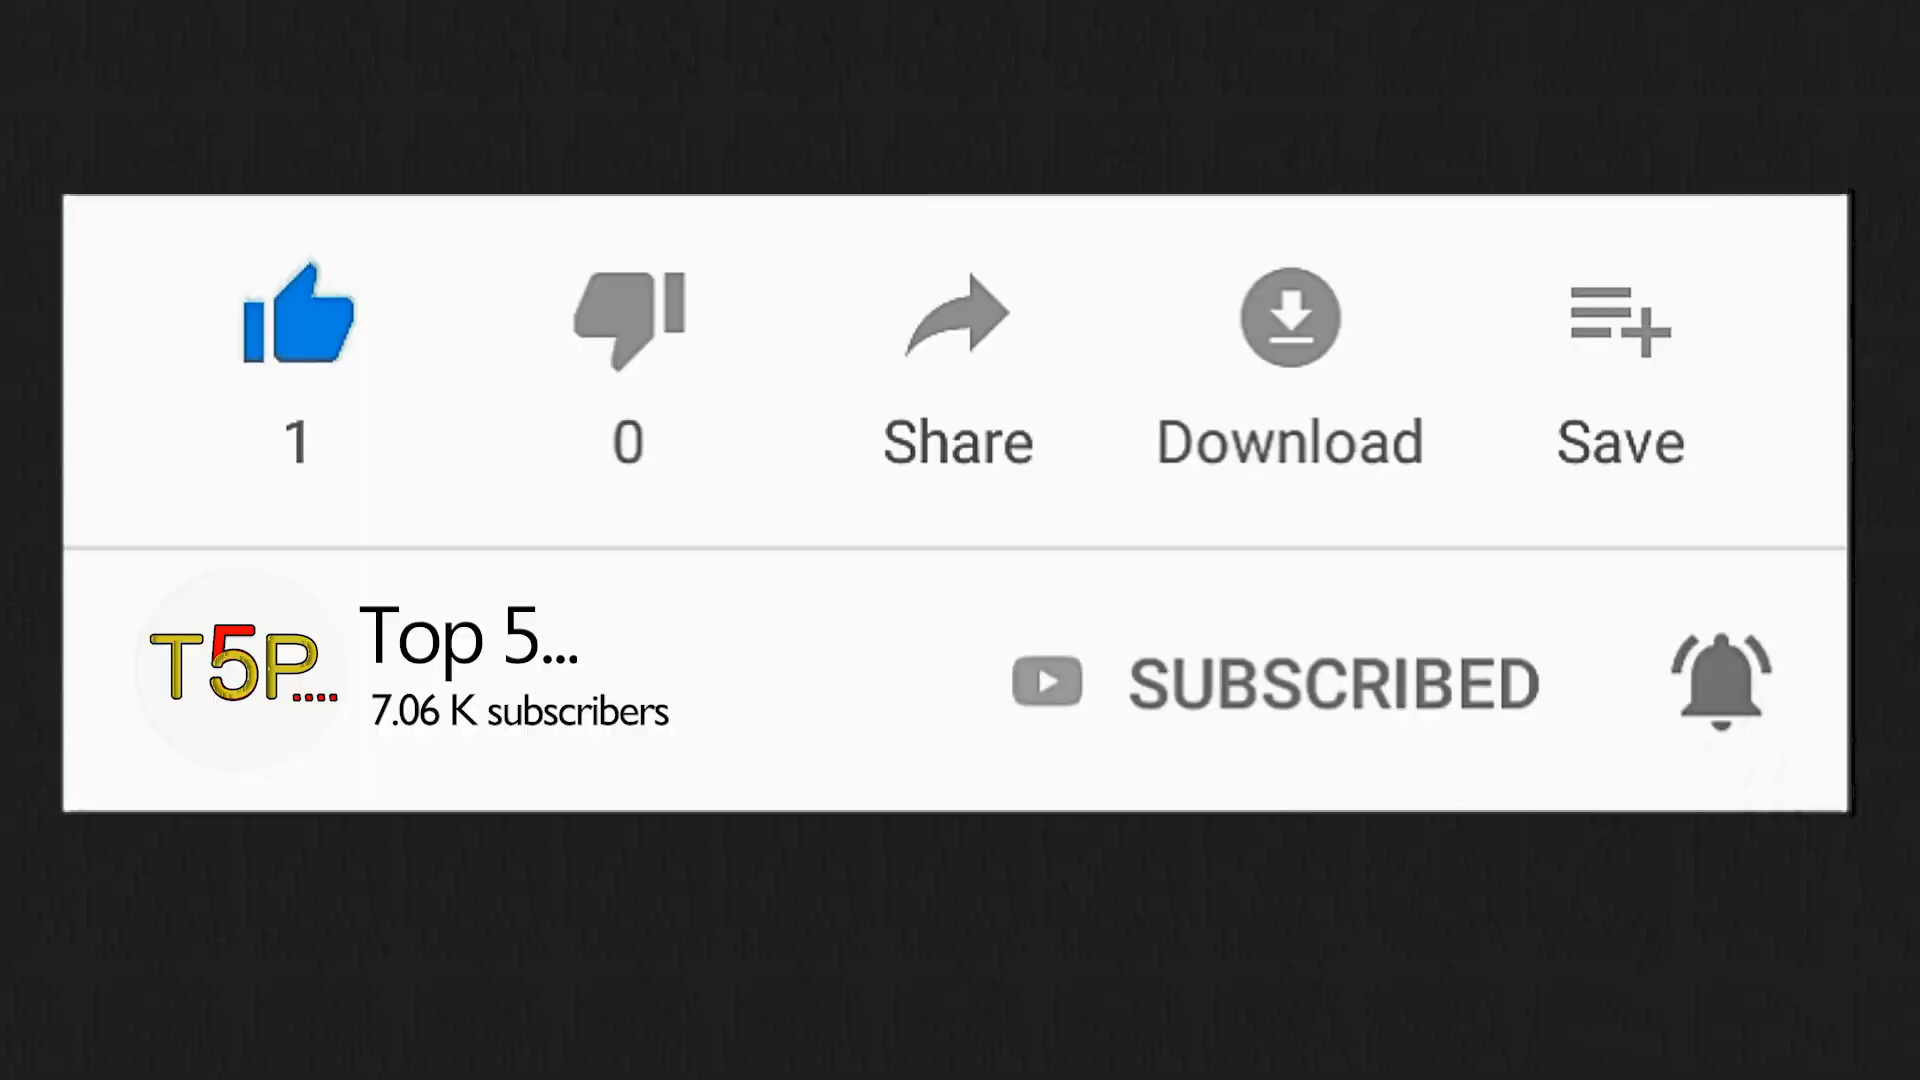 1 0 Share Download Save
T5P....
Top 5...
7.06 K subscribers
SUBSCRIBED